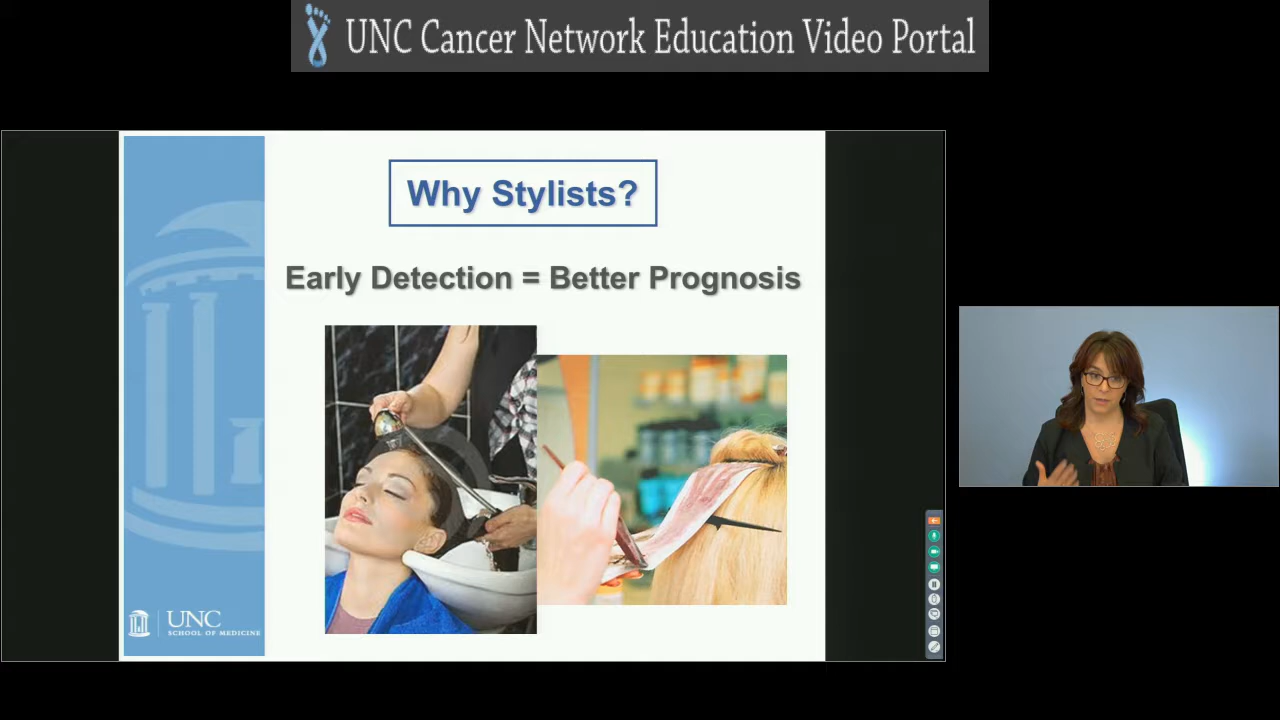 UNC Cancer Network Education Video Portal
Why Stylists?
Early Detection = Better Prognosis
UNC
SCHOOL OF MEDICINE